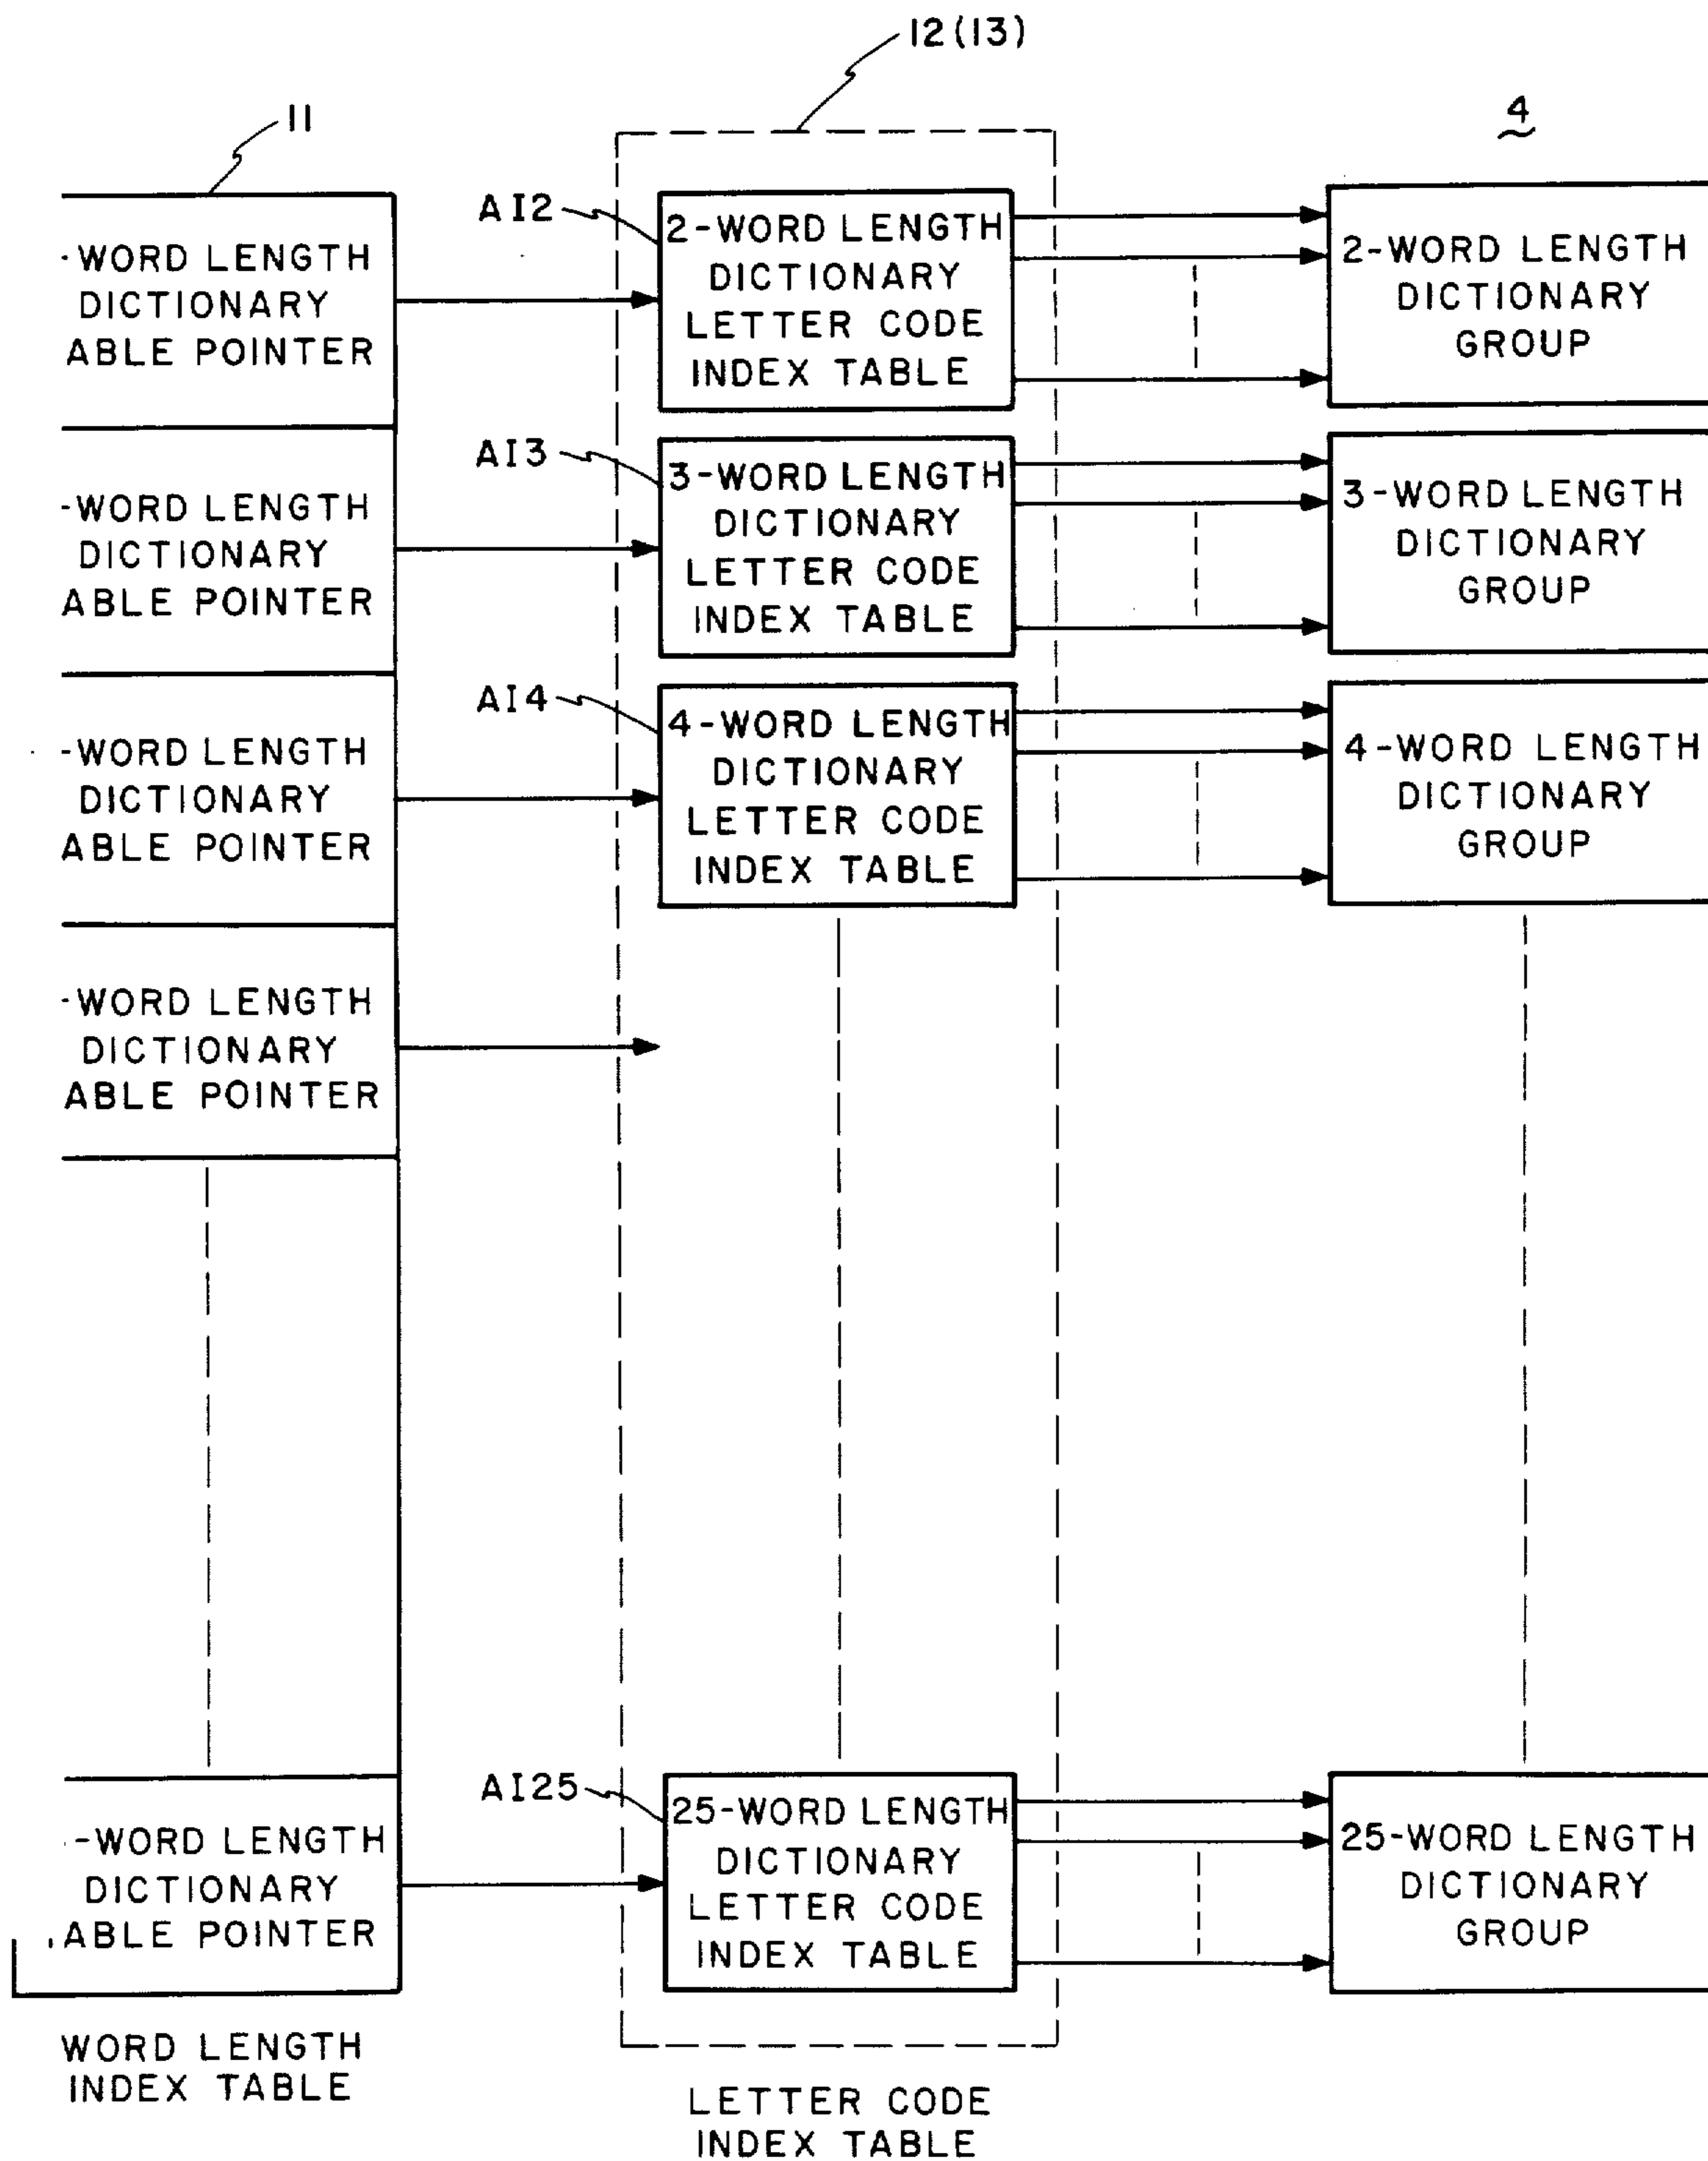 12(13)
11
4
·WORD LENGTH
DICTIONARY
ABLE POINTER
AI2
2-WORD LENGTH
DICTIONARY
LETTER CODE
INDEX TABLE
2-WORD LENGTH
DICTIONARY
GROUP
-WORD LENGTH
DICTIONARY
ABLE POINTER
AI3
3-WORD LENGTH
DICTIONARY
LETTER CODE
INDEX TABLE
3-WORD LENGTH
DICTIONARY
GROUP
-WORD LENGTH
DICTIONARY
ABLE POINTER
AI4
4-WORD LENGTH
DICTIONARY
LETTER CODE
INDEX TABLE
4-WORD LENGTH
DICTIONARY
GROUP
-WORD LENGTH
DICTIONARY
ABLE POINTER
-WORD LENGTH
DICTIONARY
ABLE POINTER
AI25
25-WORD LENGTH
DICTIONARY
LETTER CODE
INDEX TABLE
25-WORD LENGTH
DICTIONARY
GROUP
WORD LENGTH
INDEX TABLE
LETTER CODE
INDEX TABLE